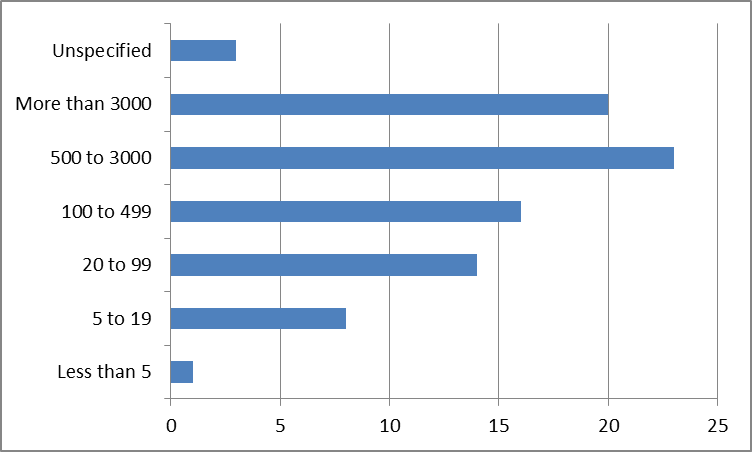 Unspecified
More than 3000
500 to 3000
100 to 499
20 to 99
5 to 19
Less than 5
0 5 10 15 20 25